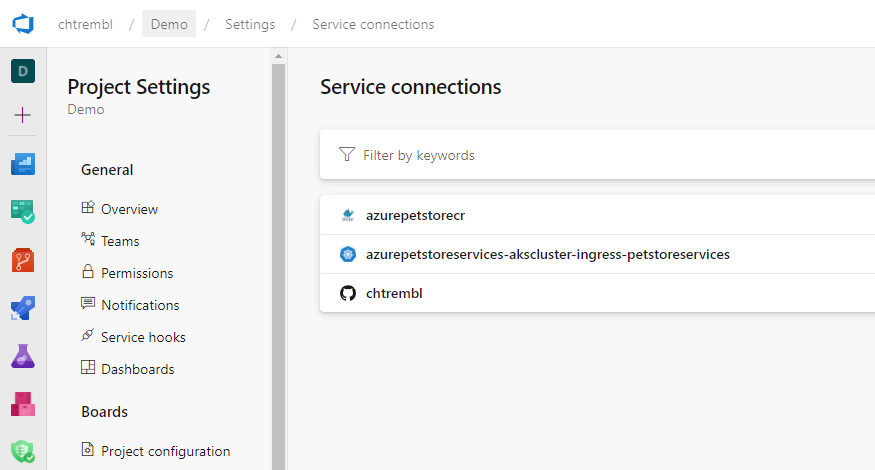 chtrembl / Demo / Settings / Service connections
D
Project Settings
Demo
General
Overview
Teams
Permissions
Notifications
Service hooks
Dashboards
Boards
Project configuration
Service connections
Filter by keywords
azurepetstorecr
azurepetstoreservices-akscluster-ingress-petstoreservices
chtrembl